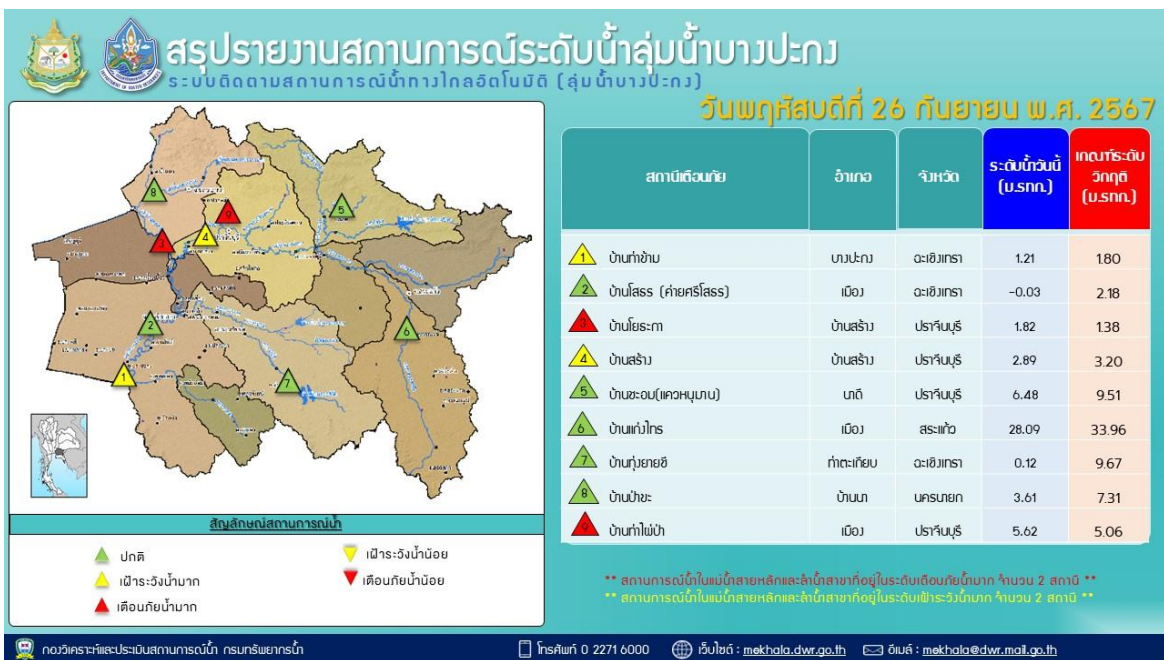 สรุปรายงานสถานการณ์ระดับน้ำลุ่มน้ำบางปะกง
ระบบติดตามสถานการณ์น้ำทางไกลอัตโนมัติ (ลุ่มน้ำบางปะกง)
วันพฤหัสบดีที่ 26 กันยายน พ.ศ. 2567
8
9
5
3
4
2
6
1
7
สัญลักษณ์สถานการณ์น้ำ
ปกติ
เฝ้าระวังน้ำน้อย
เฝ้าระวังน้ำมาก
เตือนภัยน้ำน้อย
เตือนภัยน้ำมาก
สถานีเตือนภัย อำเภอ จังหวัด ระดับน้ำวันนี้ (ม.รทก.) เกณฑ์ระดับวิกฤติ (ม.รทก.)
1 บ้านท่าข้าม บางปะกง ฉะเชิงเทรา 1.21 1.80
2 บ้านโสธร (ค่ายศรีโสธร) เมือง ฉะเชิงเทรา -0.03 2.18
3 บ้านโยธะกา บ้านสร้าง ปราจีนบุรี 1.82 1.38
4 บ้านสร้าง บ้านสร้าง ปราจีนบุรี 2.89 3.20
5 บ้านซะอม(แควหนุมาน) นาดี ปราจีนบุรี 6.48 9.51
6 บ้านแก่งไทร เมือง สระแก้ว 28.09 33.96
7 บ้านทุ่งยายชี ท่าตะเกียบ ฉะเชิงเทรา 0.12 9.67
8 บ้านป่าขะ บ้านนา นครนายก 3.61 7.31
9 บ้านท่าไผ่ป่า เมือง ปราจีนบุรี 5.62 5.06
** สถานการณ์น้ำในแม่น้ำสายหลักและลำน้ำสาขาที่อยู่ในระดับเตือนภัยน้ำมาก จำนวน 2 สถานี **
** สถานการณ์น้ำในแม่น้ำสายหลักและลำน้ำสาขาที่อยู่ในระดับเฝ้าระวังน้ำมาก จำนวน 2 สถานี **
กองวิเคราะห์และประเมินสถานการณ์น้ำ กรมทรัพยากรน้ำ โทรศัพท์ 0 2271 6000 เว็บไซต์ : mekhala.dwr.go.th อีเมล์ : mekhala@dwr.mail.go.th